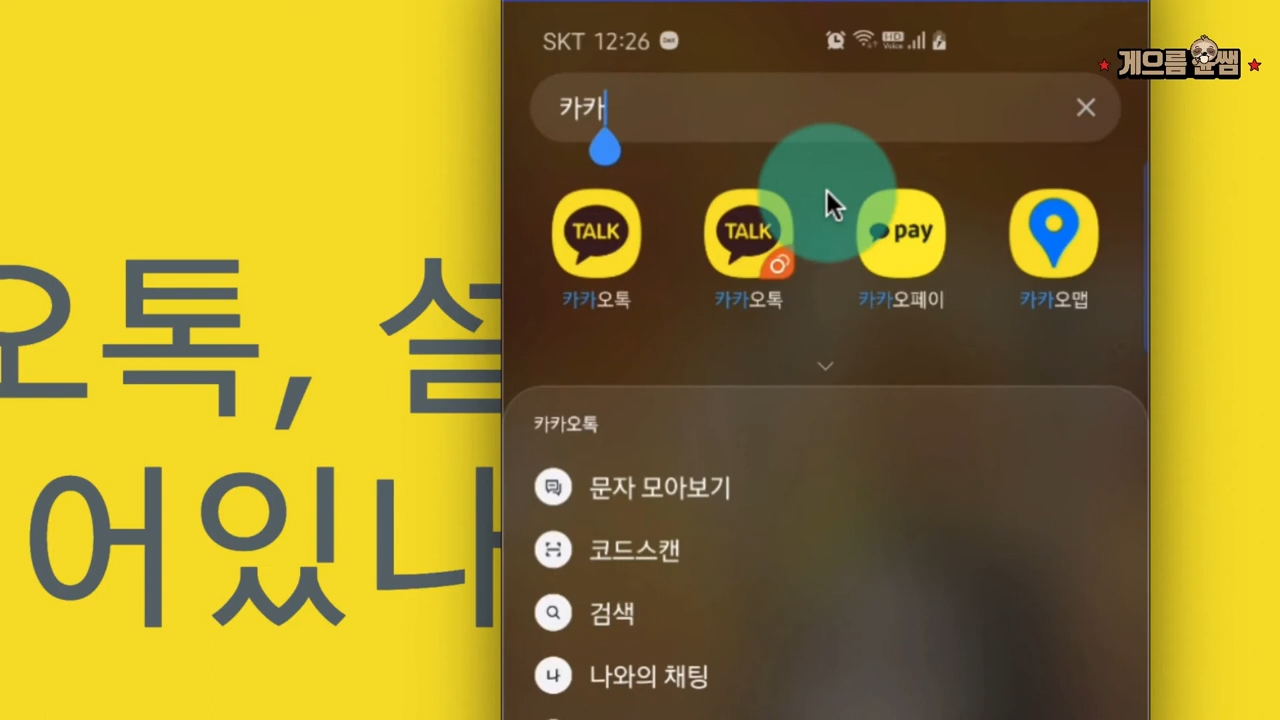 SKT 12:26
HD Voice
게으름 쌤
카카
TALK
TALK
pay
카카오톡
카카오톡
카카오페이
카카오맵
오톡, 설
어있나
카카오톡
문자 모아보기
코드스캔
검색
나
나와의 채팅